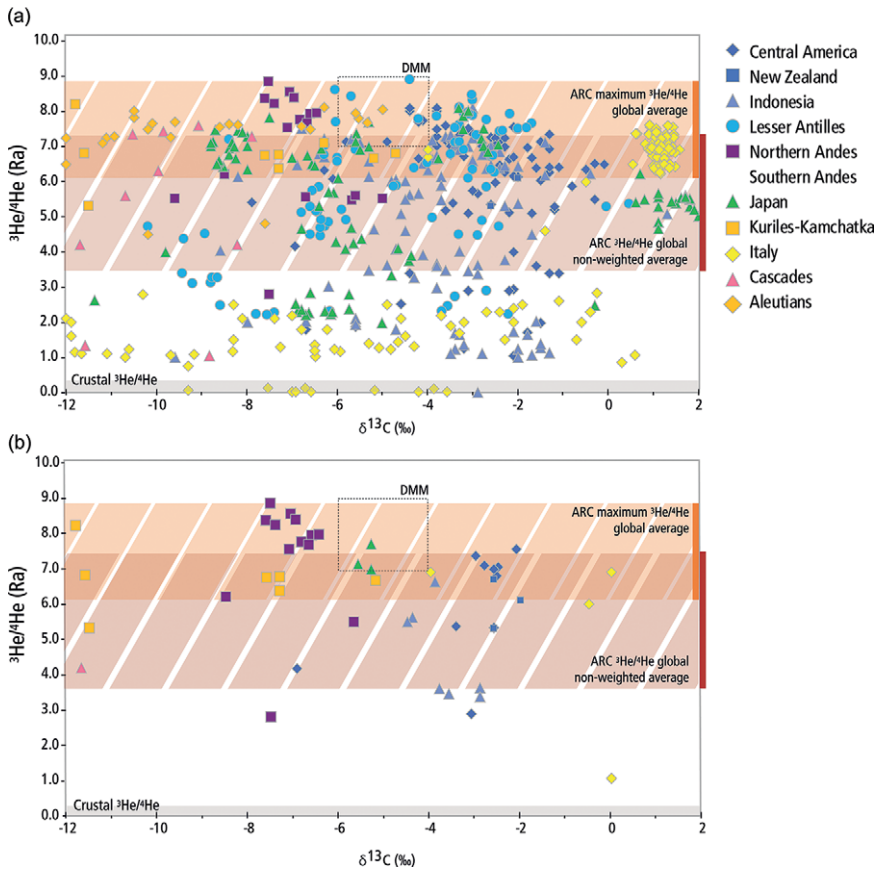 (a)
10.0
9.0
8.0
7.0
6.0
5.0
4.0
3.0
2.0
1.0
0.0
³He/⁴He (Ra)
DMM
ARC maximum ³He/⁴He
global average
ARC ³He/⁴He global
non-weighted average
Crustal ³He/⁴He
-12
-10
-8
-6
-4
-2
0
2
δ¹³C (‰)
Central America
New Zealand
Indonesia
Lesser Antilles
Northern Andes
Southern Andes
Japan
Kuriles-Kamchatka
Italy
Cascades
Aleutians
(b)
10.0
9.0
8.0
7.0
6.0
5.0
4.0
3.0
2.0
1.0
0.0
³He/⁴He (Ra)
DMM
ARC maximum ³He/⁴He
global average
ARC ³He/⁴He global
non-weighted average
Crustal ³He/⁴He
-12
-10
-8
-6
-4
-2
0
2
δ¹³C (‰)